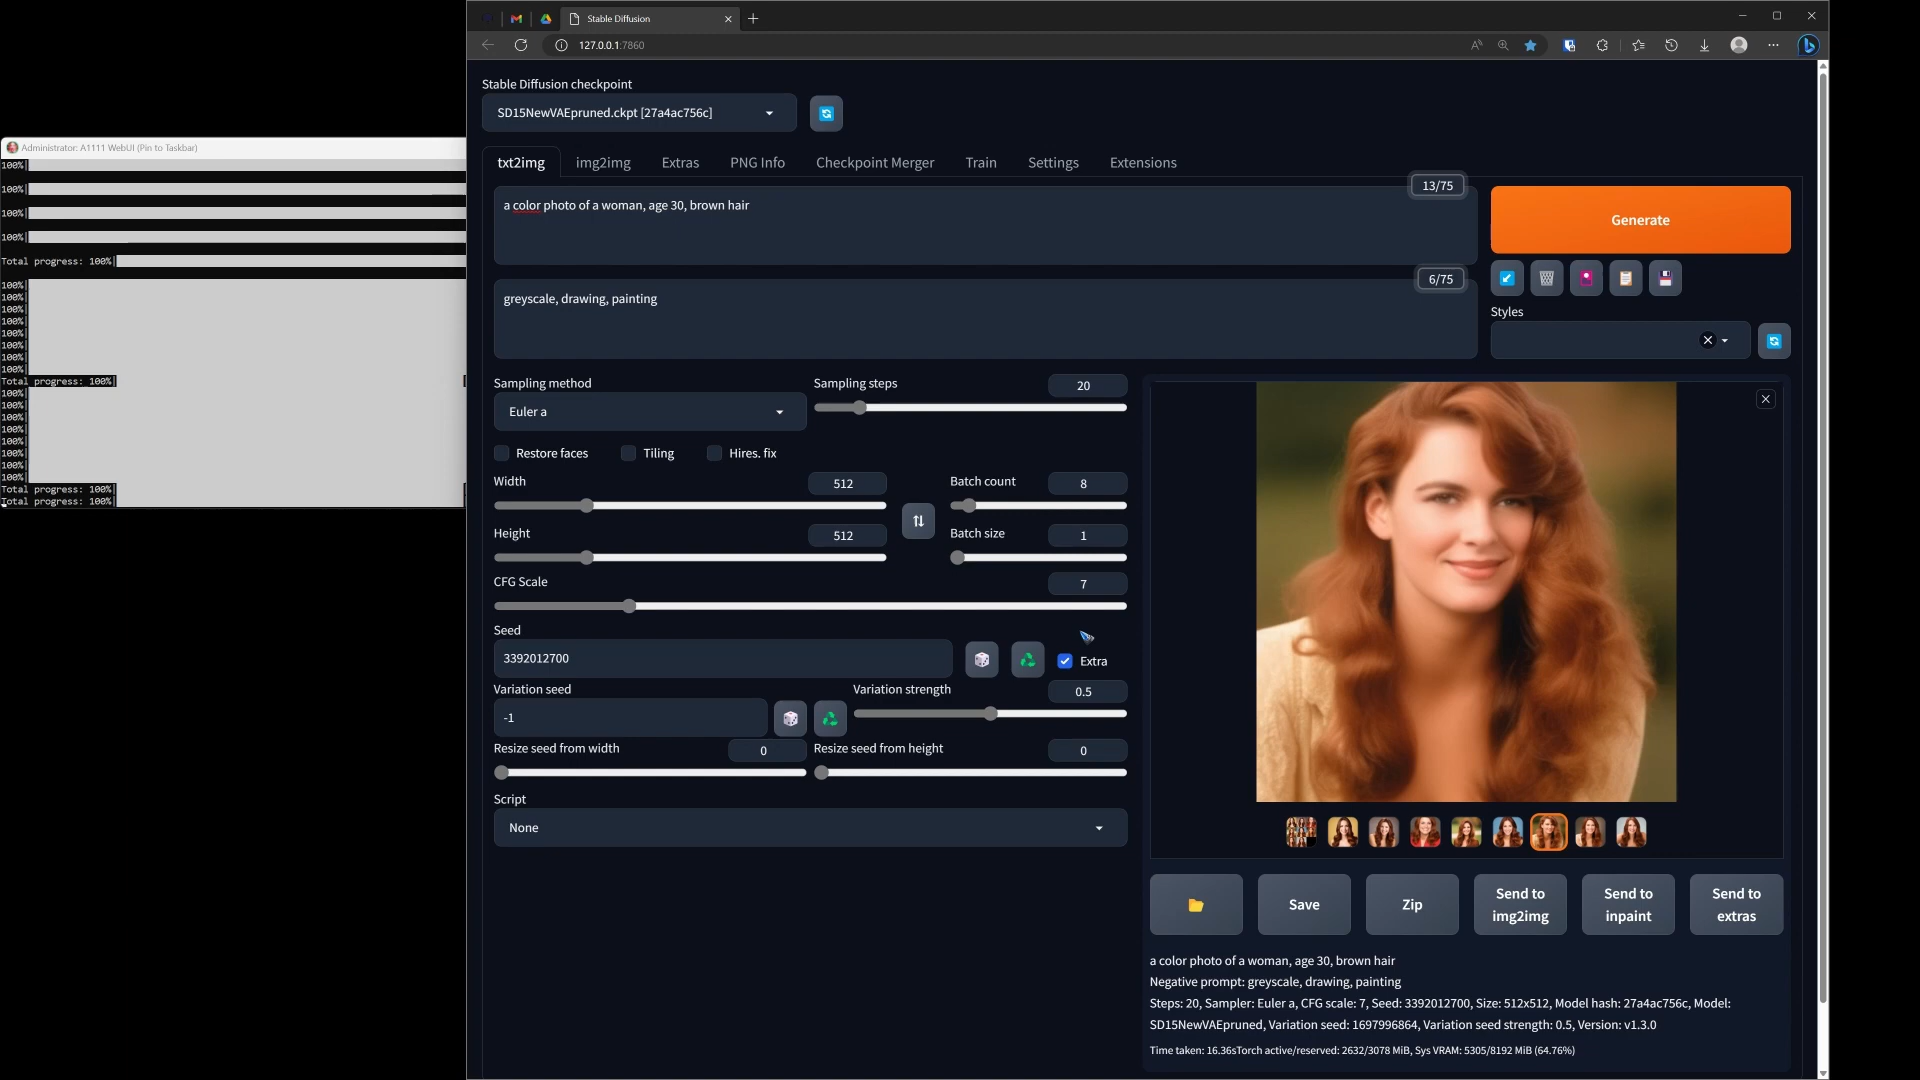 Stable Diffusion
127.0.0.1:7860
Administrator: A1111 WebUI (Pin to Taskbar)
100%|
100%|
100%|
100%|
Total progress: 100%|
100%|
100%|
100%|
100%|
100%|
100%|
100%|
100%|
Total progress: 100%|
100%|
100%|
100%|
100%|
100%|
100%|
100%|
100%|
Total progress: 100%|
Total progress: 100%|
Stable Diffusion checkpoint
SD15NewVAEpruned.ckpt [27a4ac756c]
txt2img img2img Extras PNG Info Checkpoint Merger Train Settings Extensions
13/75
a color photo of a woman, age 30, brown hair
Generate
6/75
greyscale, drawing, painting
Styles
Sampling method
Euler a
Sampling steps
20
Restore faces Tiling Hires. fix
Width
512
Batch count
8
Height
512
Batch size
1
CFG Scale
7
Seed
3392012700
Extra
Variation seed
-1
Variation strength
0.5
Resize seed from width
0
Resize seed from height
0
Script
None
Save
Zip
Send to
img2img
Send to
inpaint
Send to
extras
a color photo of a woman, age 30, brown hair
Negative prompt: greyscale, drawing, painting
Steps: 20, Sampler: Euler a, CFG scale: 7, Seed: 3392012700, Size: 512x512, Model hash: 27a4ac756c, Model:
SD15NewVAEpruned, Variation seed: 1697996864, Variation seed strength: 0.5, Version: v1.3.0
Time taken: 16.36sTorch active/reserved: 2632/3078 MiB, Sys VRAM: 5305/8192 MiB (64.76%)